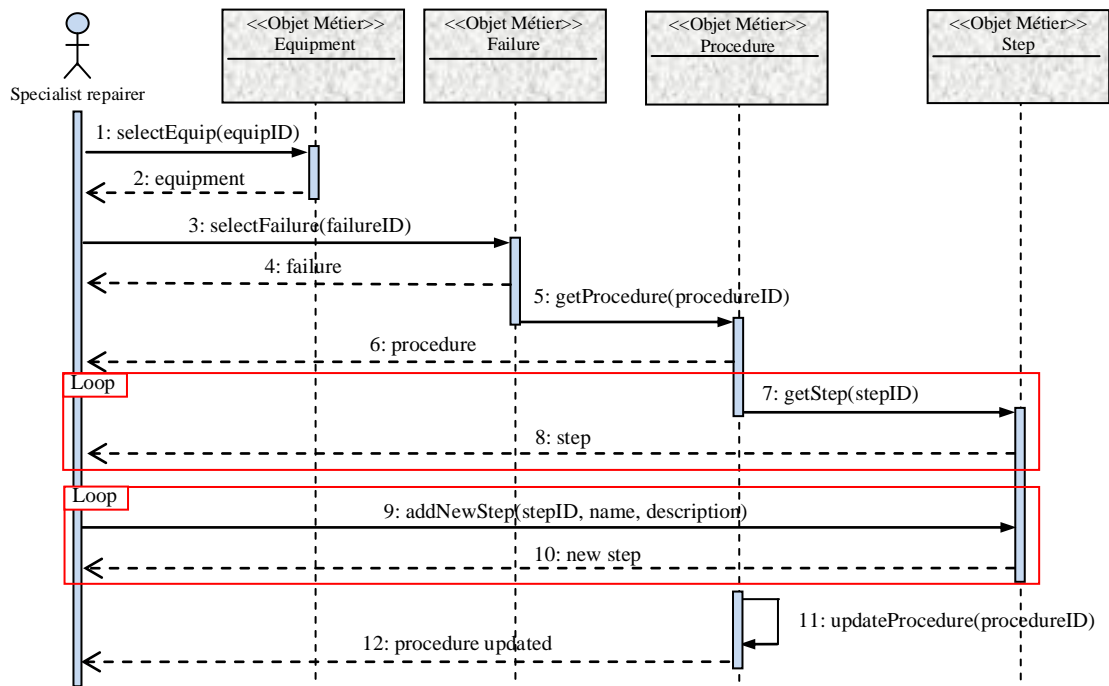 <<Objet Métier>>
Equipment
<<Objet Métier>>
Failure
<<Objet Métier>>
Procedure
<<Objet Métier>>
Step
Specialist repairer
1: selectEquip(equipID)
2: equipment
3: selectFailure(failureID)
4: failure
5: getProcedure(procedureID)
6: procedure
Loop
7: getStep(stepID)
8: step
Loop
9: addNewStep(stepID, name, description)
10: new step
11: updateProcedure(procedureID)
12: procedure updated